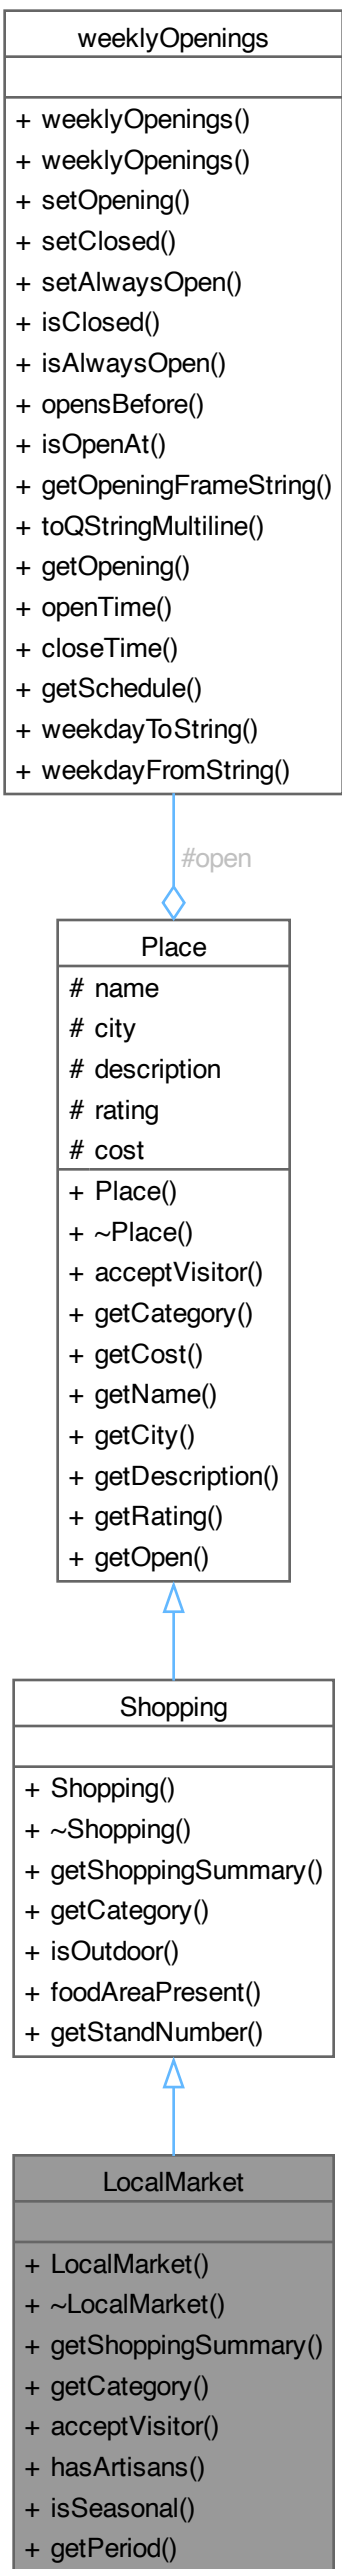 weeklyOpenings
+ weeklyOpenings()
+ weeklyOpenings()
+ setOpening()
+ setClosed()
+ setAlwaysOpen()
+ isClosed()
+ isAlwaysOpen()
+ opensBefore()
+ isOpenAt()
+ getOpeningFrameString()
+ toQStringMultiline()
+ getOpening()
+ openTime()
+ closeTime()
+ getSchedule()
+ weekdayToString()
+ weekdayFromString()
#open
Place
# name
# city
# description
# rating
# cost
+ Place()
+ ~Place()
+ acceptVisitor()
+ getCategory()
+ getCost()
+ getName()
+ getCity()
+ getDescription()
+ getRating()
+ getOpen()
Shopping
+ Shopping()
+ ~Shopping()
+ getShoppingSummary()
+ getCategory()
+ isOutdoor()
+ foodAreaPresent()
+ getStandNumber()
LocalMarket
+ LocalMarket()
+ ~LocalMarket()
+ getShoppingSummary()
+ getCategory()
+ acceptVisitor()
+ hasArtisans()
+ isSeasonal()
+ getPeriod()